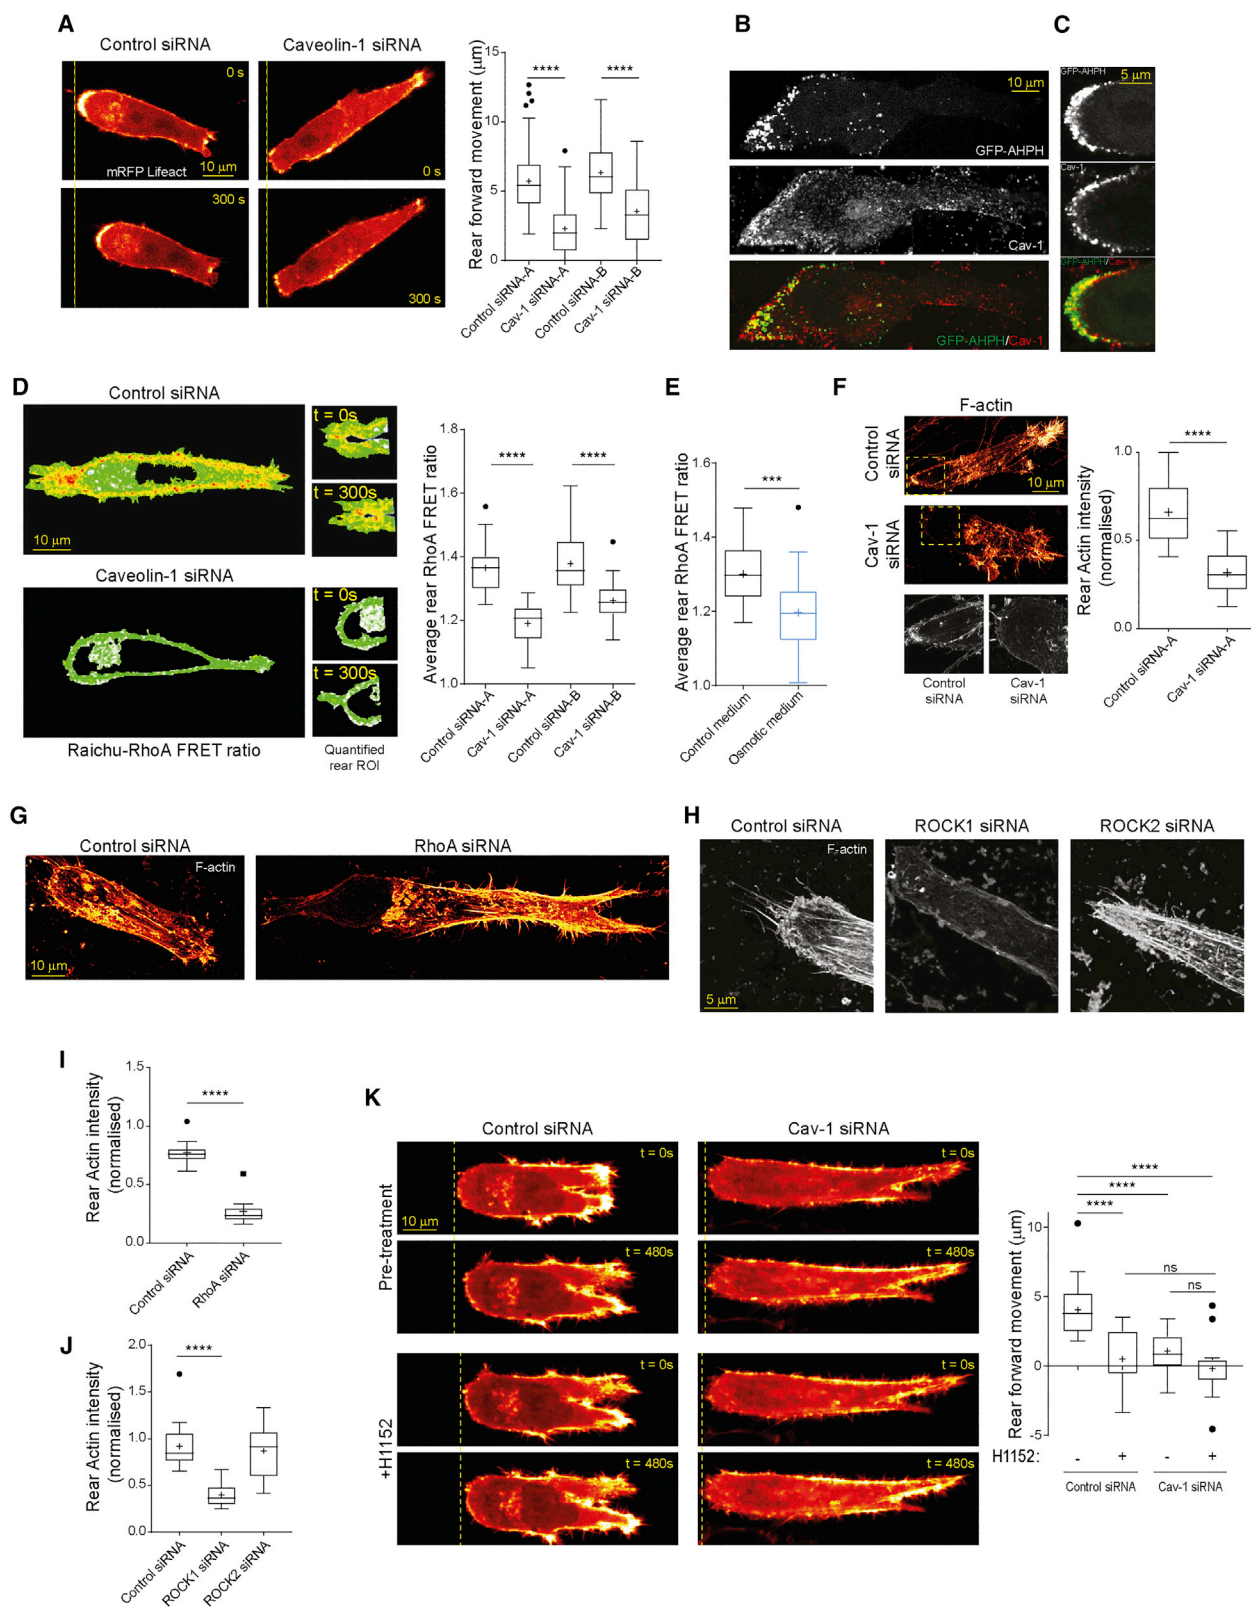 A
Control siRNA
Caveolin-1 siRNA
0 s
mRFP Lifeact
10 µm
0 s
300 s
300 s
Rear forward movement (µm)
15
10
5
0
****
****
Control siRNA-A
Cav-1 siRNA-A
Control siRNA-B
Cav-1 siRNA-B
B
10 µm
GFP-AHPH
Cav-1
GFP-AHPH/Cav-1
C
GFP-AHPH
5 µm
Cav-1
GFP-AHPH/Cav-1
D
Control siRNA
t = 0s
t = 300s
10 µm
Caveolin-1 siRNA
t = 0s
t = 300s
Raichu-RhoA FRET ratio
Quantified
rear ROI
Average rear RhoA FRET ratio
1.8
1.6
1.4
1.2
1.0
****
****
Control siRNA-A
Cav-1 siRNA-A
Control siRNA-B
Cav-1 siRNA-B
E
Average rear RhoA FRET ratio
1.6
1.4
1.2
1.0
***
Control medium
Osmotic medium
F
F-actin
Control
siRNA
10 µm
Cav-1
siRNA
Control
siRNA
Cav-1
siRNA
Rear Actin intensity
(normalised)
1.0
0.5
0.0
****
Control siRNA-A
Cav-1 siRNA-A
G
Control siRNA
RhoA siRNA
F-actin
10 µm
H
Control siRNA
ROCK1 siRNA
ROCK2 siRNA
F-actin
5 µm
I
Rear Actin intensity
(normalised)
1.5
1.0
0.5
0.0
****
Control siRNA
RhoA siRNA
J
Rear Actin intensity
(normalised)
2.0
1.5
1.0
0.5
0.0
****
Control siRNA
ROCK1 siRNA
ROCK2 siRNA
K
Control siRNA
Cav-1 siRNA
Pre-treatment
t = 0s
t = 0s
10 µm
t = 480s
t = 480s
+H1152
t = 0s
t = 0s
t = 480s
t = 480s
Rear forward movement (µm)
10
5
0
-5
****
****
****
ns
ns
H1152:
- + - +
Control siRNA
Cav-1 siRNA